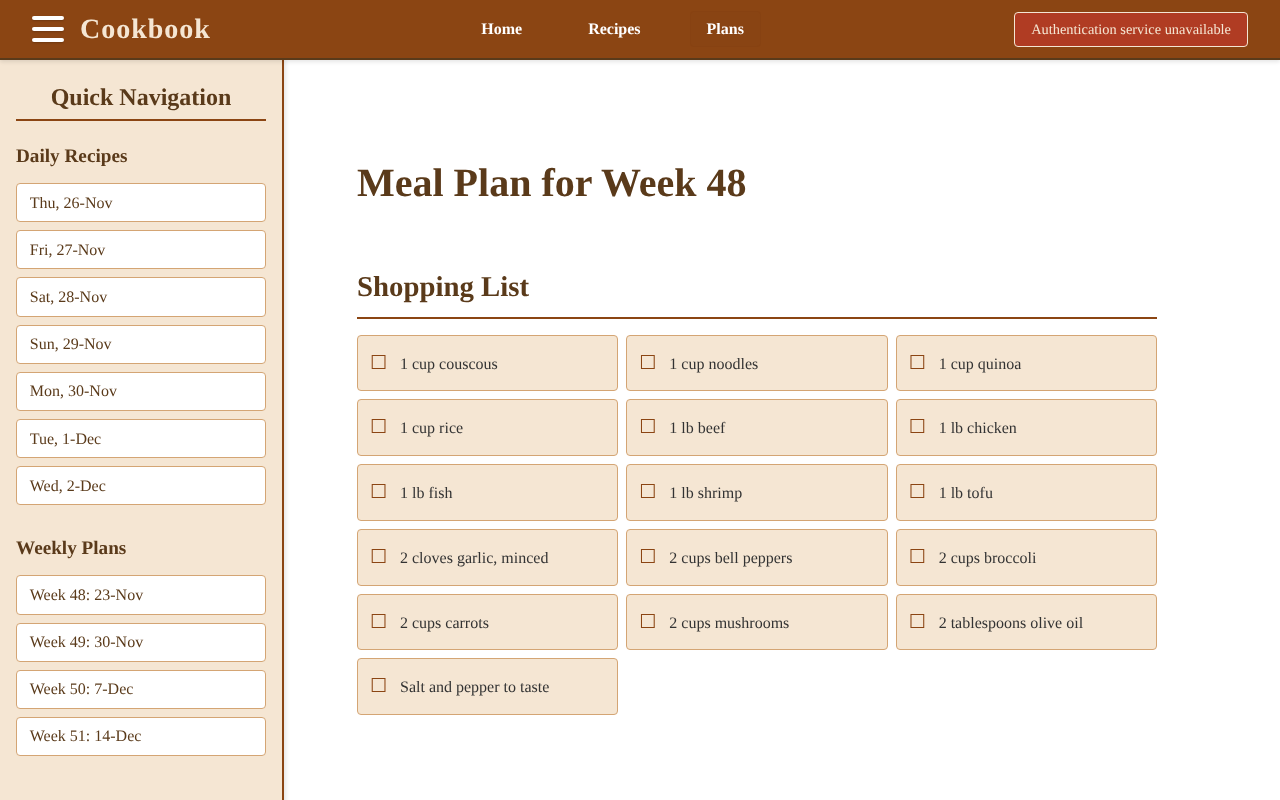 Cookbook
Home
Recipes
Plans
Authentication service unavailable
Quick Navigation
Daily Recipes
Thu, 26-Nov
Fri, 27-Nov
Sat, 28-Nov
Sun, 29-Nov
Mon, 30-Nov
Tue, 1-Dec
Wed, 2-Dec
Weekly Plans
Week 48: 23-Nov
Week 49: 30-Nov
Week 50: 7-Dec
Week 51: 14-Dec
Meal Plan for Week 48
Shopping List
☐ 1 cup couscous
☐ 1 cup noodles
☐ 1 cup quinoa
☐ 1 cup rice
☐ 1 lb beef
☐ 1 lb chicken
☐ 1 lb fish
☐ 1 lb shrimp
☐ 1 lb tofu
☐ 2 cloves garlic, minced
☐ 2 cups bell peppers
☐ 2 cups broccoli
☐ 2 cups carrots
☐ 2 cups mushrooms
☐ 2 tablespoons olive oil
☐ Salt and pepper to taste